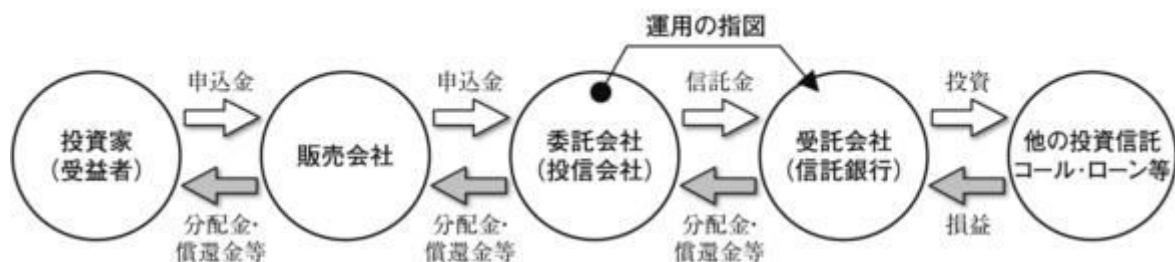 運用の指図
申込金
申込金
信託金
投資
投資家
(受益者)
販売会社
委託会社
(投信会社)
受託会社
(信託銀行)
他の投資信託
コール・ローン等
分配金・
償還金等
分配金・
償還金等
分配金・
償還金等
損益